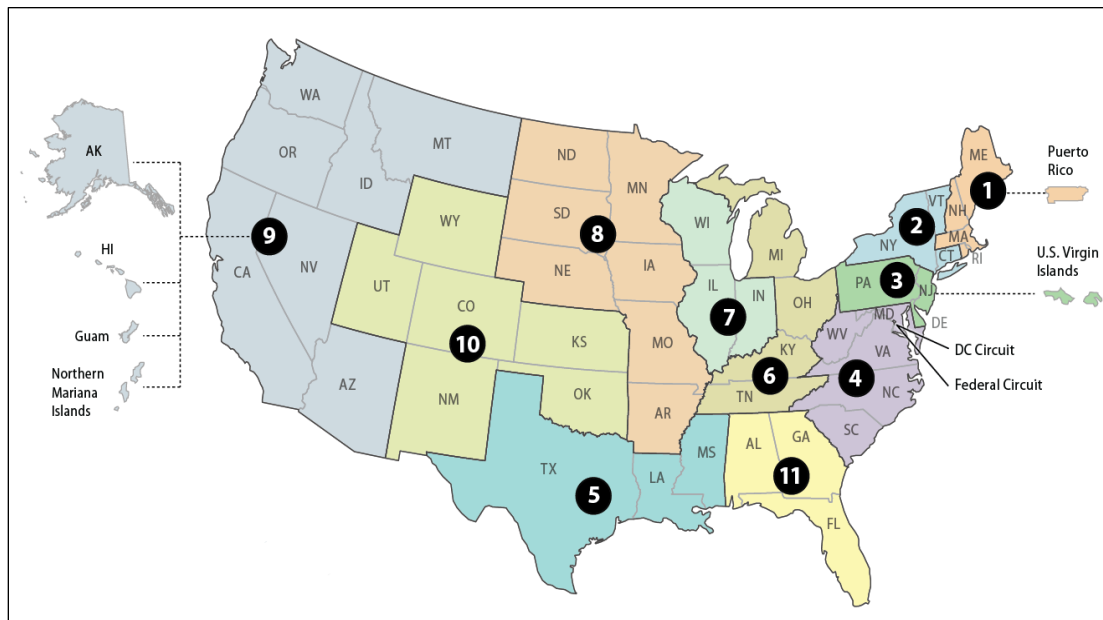 WA
MT
ND
MN
ME
Puerto
Rico
1
AK
OR
ID
VT
NH
WY
SD
8
WI
2
MA
NY
CT
RI
9
HI
NE
IA
MI
U.S. Virgin
Islands
CA
NV
UT
CO
IL
IN
OH
PA
3
NJ
7
MD
DE
Guam
10
KS
MO
WV
VA
DC Circuit
KY
Northern
Mariana
Islands
6
4
Federal Circuit
AZ
NM
OK
TN
NC
AR
SC
TX
MS
AL
GA
LA
5
11
FL